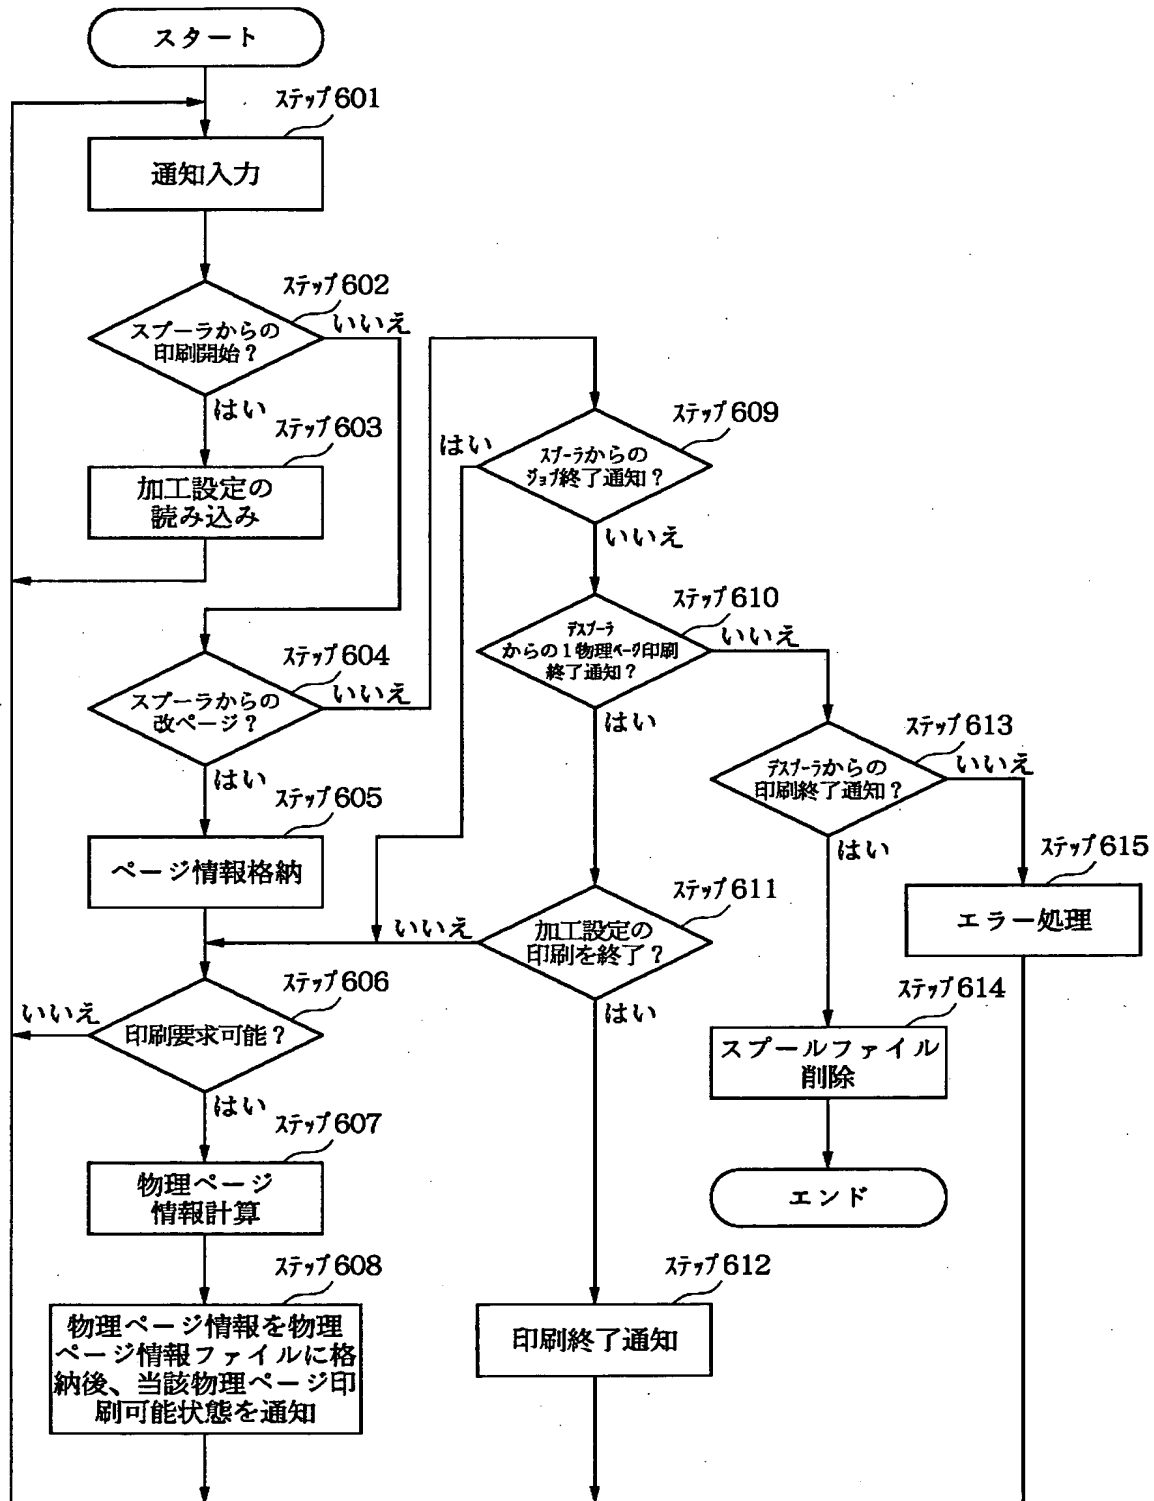 スタート
ステップ601
通知入力
ステップ602
スプーラからの
印刷開始？
いいえ
はい
ステップ603
加工設定の
読み込み
ステップ604
スプーラからの
改ページ？
いいえ
はい
ステップ605
ページ情報格納
ステップ606
印刷要求可能？
いいえ
はい
ステップ607
物理ページ
情報計算
ステップ608
物理ページ情報を物理
ページ情報ファイルに格
納後、当該物理ページ印
刷可能状態を通知
ステップ609
スプーラからの
ジョブ終了通知？
はい
いいえ
ステップ610
デスプーラ
からの1物理ページ印刷
終了通知？
いいえ
はい
ステップ611
加工設定の
印刷を終了？
いいえ
はい
ステップ612
印刷終了通知
ステップ613
デスプーラからの
印刷終了通知？
いいえ
はい
ステップ614
スプールファイル
削除
エンド
ステップ615
エラー処理